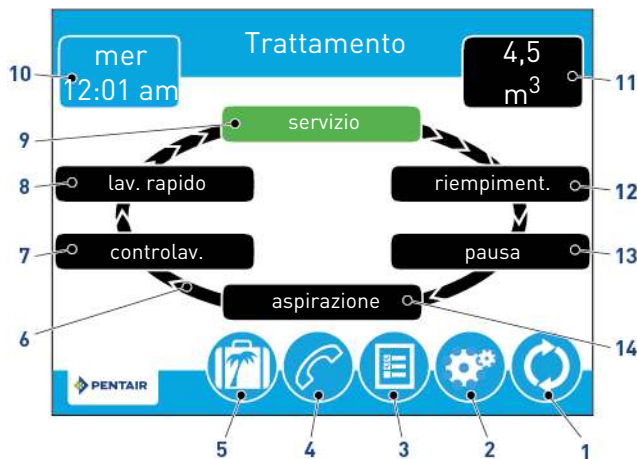 Trattamento
mer
12:01 am
4,5
m³
10
11
servizio
9
lav. rapido
riempiment.
8
12
controlav.
pausa
7
13
aspirazione
6
14
PENTAIR
5
4
3
2
1